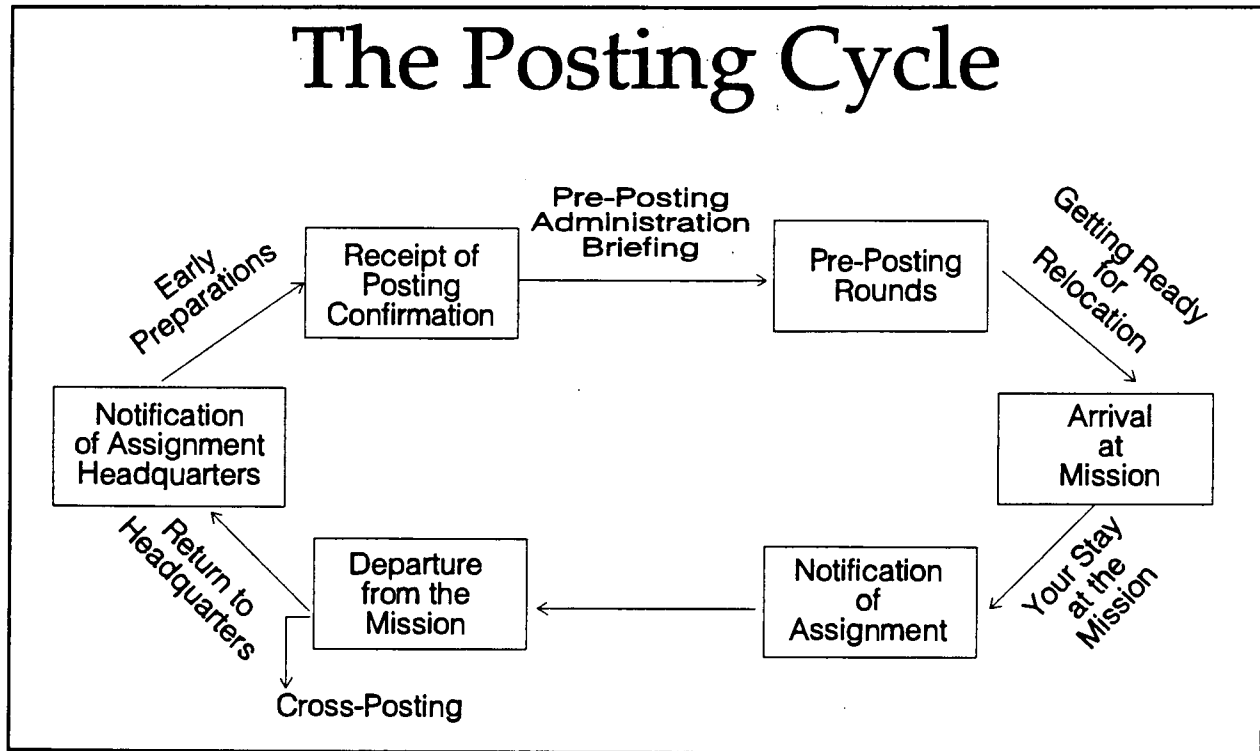 The Posting Cycle
Early
Preparations
Receipt of
Posting
Confirmation
Pre-Posting
Administration
Briefing
Pre-Posting
Rounds
Getting Ready
for
Relocation
Arrival
at
Mission
Your Stay
at the
Mission
Notification
of
Assignment
Departure
from the
Mission
Cross-Posting
Return to
Headquarters
Notification
of Assignment
Headquarters